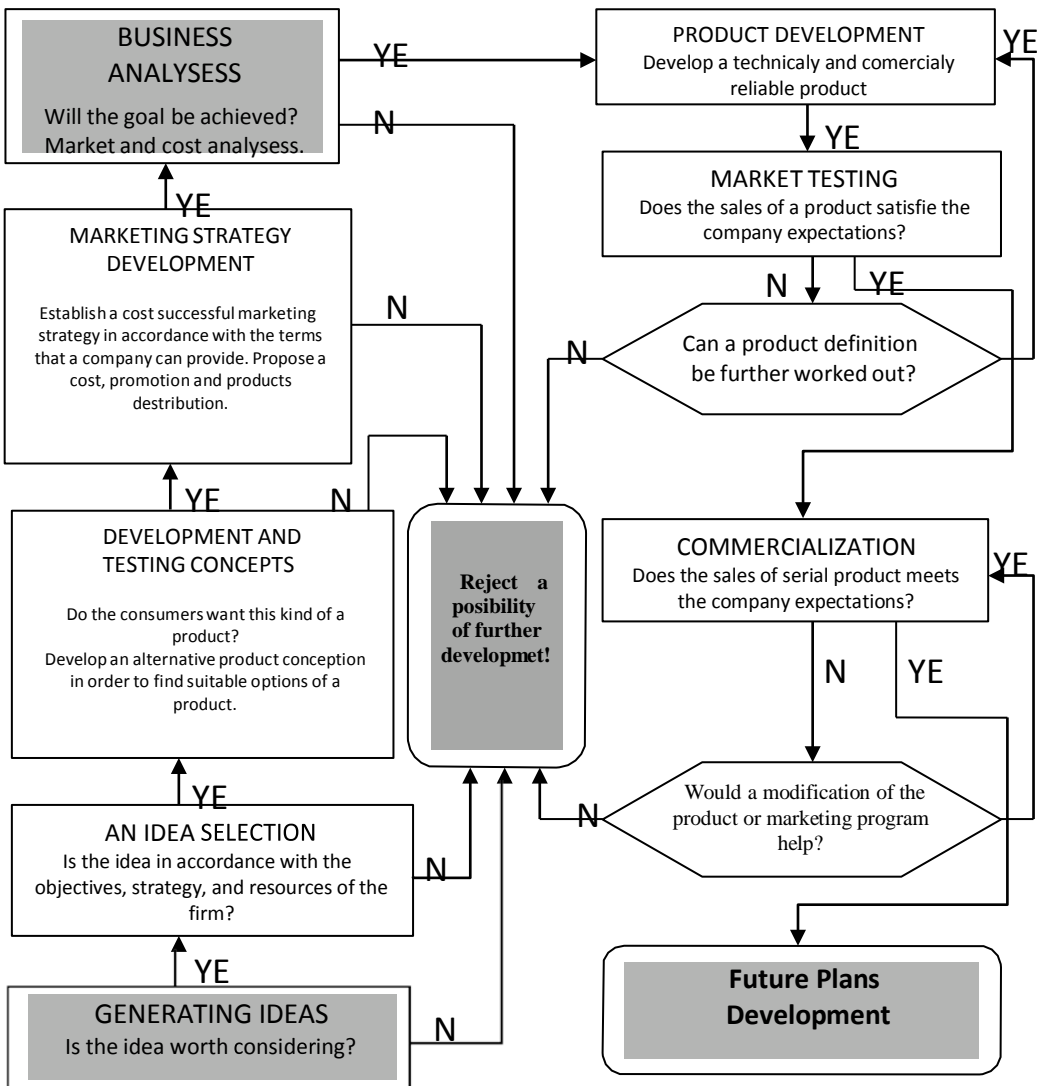 BUSINESS
ANALYSESS
Will the goal be achieved?
Market and cost analysess.
YE
N
PRODUCT DEVELOPMENT
Develop a technicaly and comercialy
reliable product
YE
YE
MARKET TESTING
Does the sales of a product satisfie the
company expectations?
N
YE
Can a product definition
be further worked out?
N
YE
MARKETING STRATEGY
DEVELOPMENT
Establish a cost successful marketing
strategy in accordance with the terms
that a company can provide. Propose a
cost, promotion and products
destribution.
N
YE
N
DEVELOPMENT AND
TESTING CONCEPTS
Do the consumers want this kind of a
product?
Develop an alternative product conception
in order to find suitable options of a
product.
Reject a
posibility
of further
developmet!
COMMERCIALIZATION
Does the sales of serial product meets
the company expectations?
YE
N
YE
Would a modification of the
product or marketing program
help?
N
YE
AN IDEA SELECTION
Is the idea in accordance with the
objectives, strategy, and resources of the
firm?
N
YE
GENERATING IDEAS
Is the idea worth considering?
N
Future Plans
Development